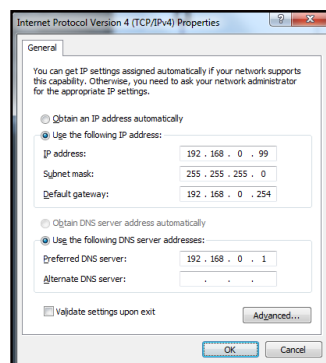 Internet Protocol Version 4 (TCP/IPv4) Properties
General
You can get IP settings assigned automatically if your network supports
this capability. Otherwise, you need to ask your network administrator
for the appropriate IP settings.
Obtain an IP address automatically
Use the following IP address:
IP address: 192 . 168 . 0 . 99
Subnet mask: 255 . 255 . 255 . 0
Default gateway: 192 . 168 . 0 . 254
Obtain DNS server address automatically
Use the following DNS server addresses:
Preferred DNS server: 192 . 168 . 0 . 1
Alternate DNS server: . . .
Validate settings upon exit
Advanced...
OK Cancel